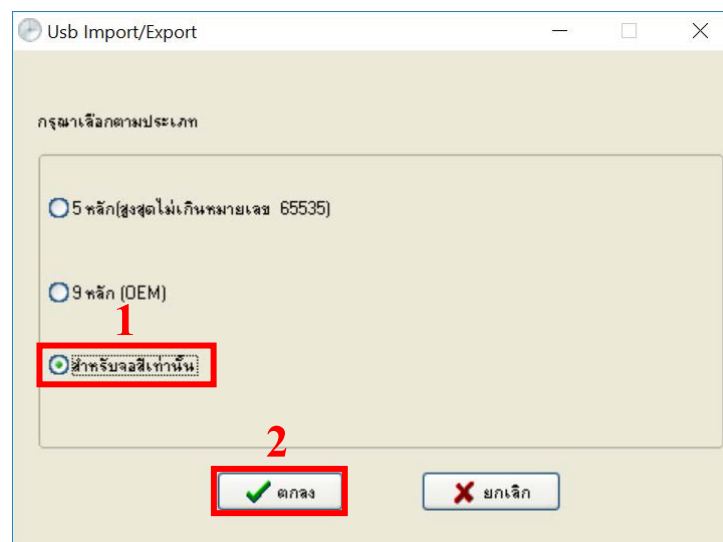 Usb Import/Export
กรุณาเลือกตามประเภท
5 หลัก(สูงสุดไม่เกินหมายเลข 65535)
9 หลัก (OEM)
1
สำหรับจอสีเท่านั้น
2
ตกลง
ยกเลิก